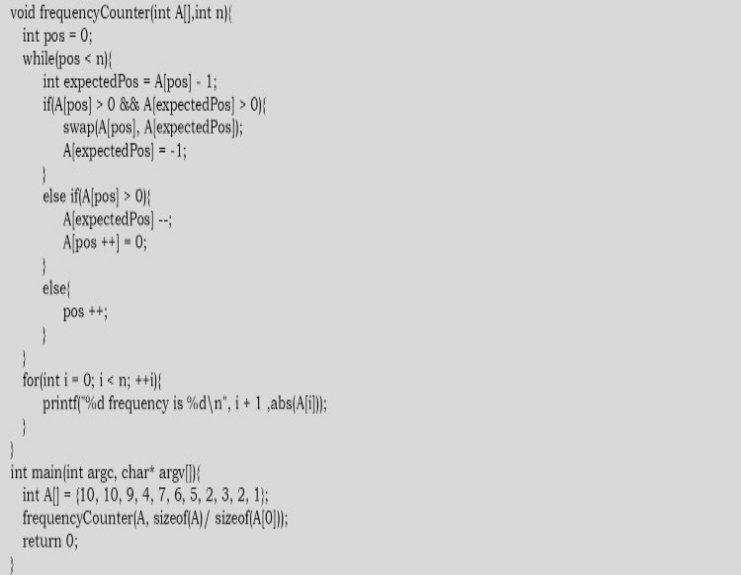 void frequencyCounter(int A[],int n){
int pos = 0;
while(pos < n){
int expectedPos = A[pos] - 1;
if(A[pos] > 0 && A[expectedPos] > 0){
swap(A[pos], A[expectedPos]);
A[expectedPos] = -1;
}
else if(A[pos] > 0){
A[expectedPos] --;
A[pos ++] = 0;
}
else{
pos ++;
}
}
for(int i = 0; i < n; ++i){
printf("%d frequency is %d\n", i + 1 ,abs(A[i]));
}
}
int main(int argc, char* argv[]){
int A[] = {10, 10, 9, 4, 7, 6, 5, 2, 3, 2, 1};
frequencyCounter(A, sizeof(A)/ sizeof(A[0]));
return 0;
}